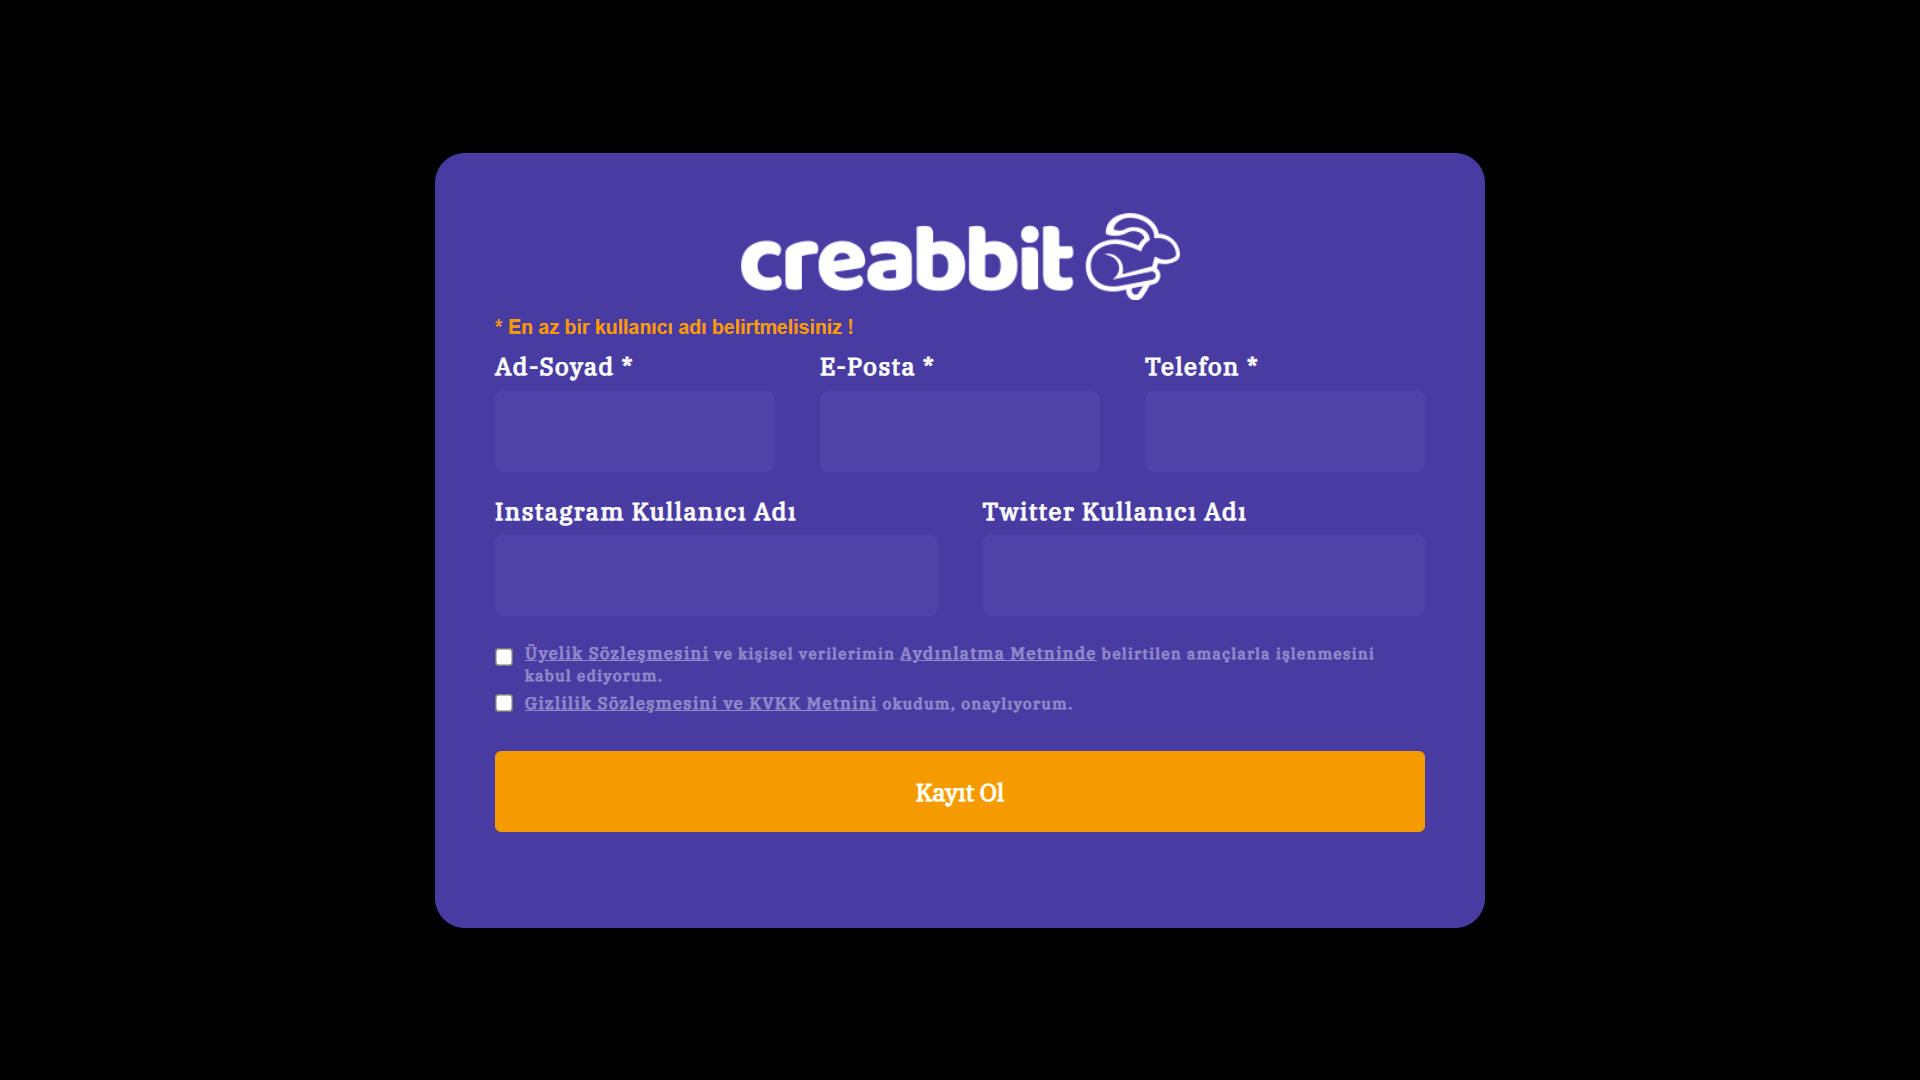 creabbit
* En az bir kullanıcı adı belirtmelisiniz !
Ad-Soyad * E-Posta * Telefon *
Instagram Kullanıcı Adı Twitter Kullanıcı Adı
Üyelik Sözleşmesini ve kişisel verilerimin Aydınlatma Metninde belirtilen amaçlarla işlenmesini
kabul ediyorum.
Gizlilik Sözleşmesini ve KVKK Metnini okudum, onaylıyorum.
Kayıt Ol